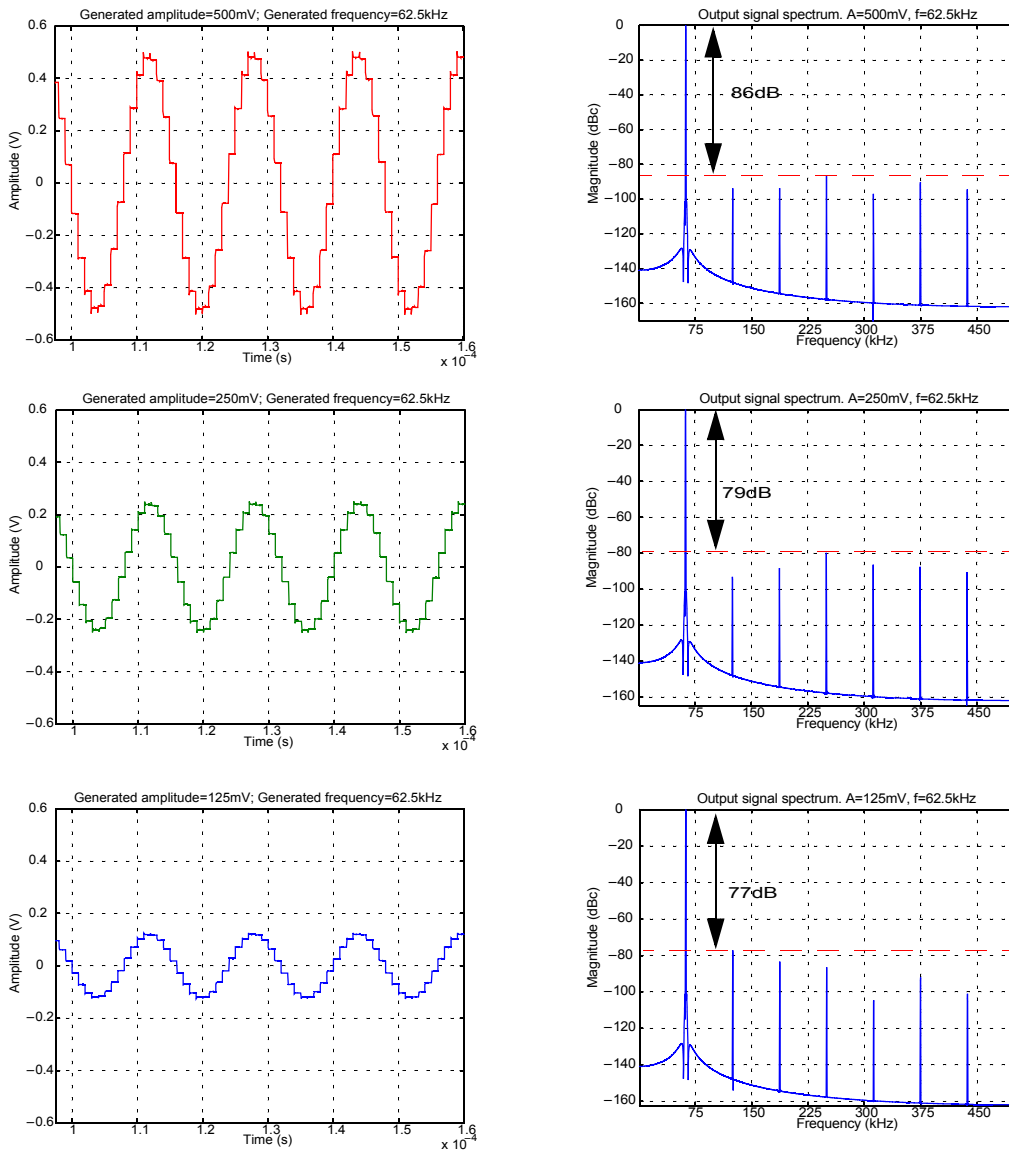 Generated amplitude=500mV; Generated frequency=62.5kHz
0.6
0.4
0.2
0
−0.2
−0.4
−0.6
Amplitude (V)
1 1.1 1.2 1.3 1.4 1.5 1.6
Time (s)
x 10−4
Output signal spectrum. A=500mV, f=62.5kHz
0
−20
−40
−60
−80
−100
−120
−140
−160
Magnitude (dBc)
86dB
75 150 225 300 375 450
Frequency (kHz)
Generated amplitude=250mV; Generated frequency=62.5kHz
0.6
0.4
0.2
0
−0.2
−0.4
−0.6
Amplitude (V)
1 1.1 1.2 1.3 1.4 1.5 1.6
Time (s)
x 10−4
Output signal spectrum. A=250mV, f=62.5kHz
0
−20
−40
−60
−80
−100
−120
−140
−160
Magnitude (dBc)
79dB
75 150 225 300 375 450
Frequency (kHz)
Generated amplitude=125mV; Generated frequency=62.5kHz
0.6
0.4
0.2
0
−0.2
−0.4
−0.6
Amplitude (V)
1 1.1 1.2 1.3 1.4 1.5 1.6
Time (s)
x 10−4
Output signal spectrum. A=125mV, f=62.5kHz
0
−20
−40
−60
−80
−100
−120
−140
−160
Magnitude (dBc)
77dB
75 150 225 300 375 450
Frequency (kHz)